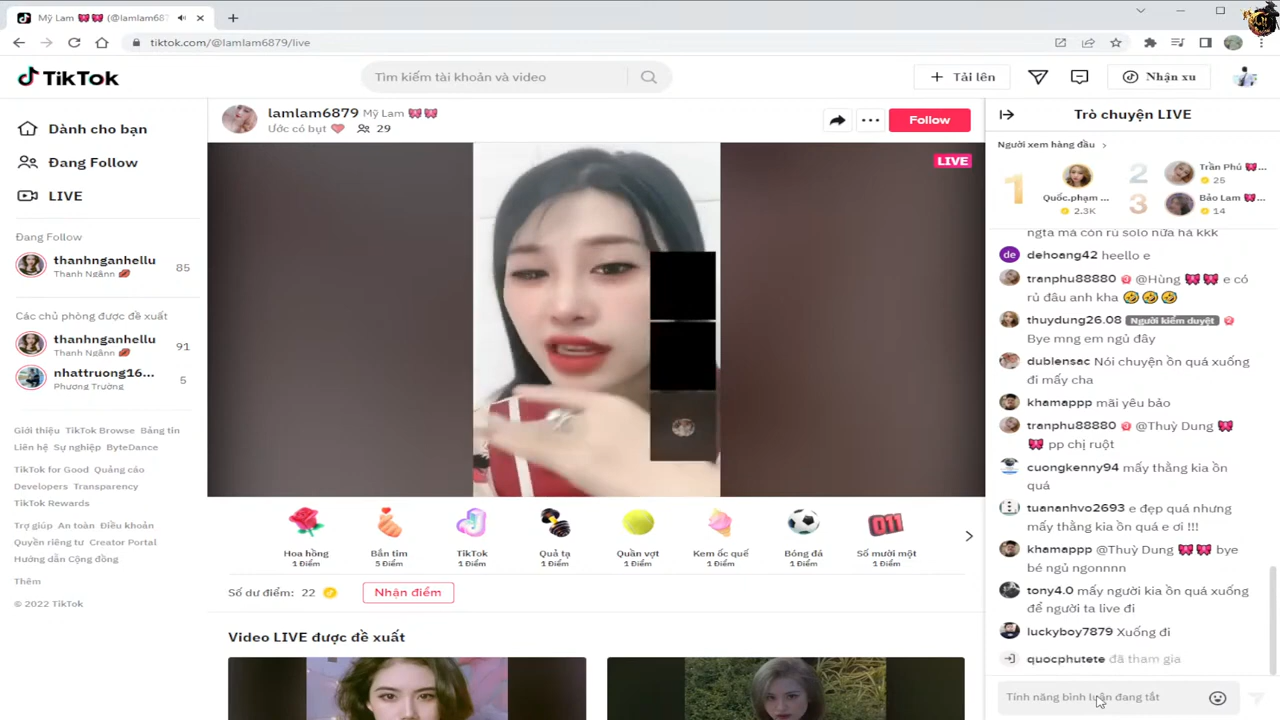 Mỹ Lam 🎀🎀 (@lamlam687
tiktok.com/@lamlam6879/live
TikTok
Tìm kiếm tài khoản và video
Tải lên
Nhận xu
Dành cho bạn
Đang Follow
LIVE
Đang Follow
thanhnganhellu
Thanh Ngânn 💋
85
Các chủ phòng được đề xuất
thanhnganhellu
Thanh Ngânn 💋
91
nhattruong16...
Phương Trường
5
Giới thiệu TikTok Browse Bảng tin
Liên hệ Sự nghiệp ByteDance
TikTok for Good Quảng cáo
Developers Transparency
TikTok Rewards
Trợ giúp An toàn Điều khoản
Quyền riêng tư Creator Portal
Hướng dẫn Cộng đồng
Thêm
© 2022 TikTok
lamlam6879 Mỹ Lam 🎀🎀
Ước có bụt ❤️ 29
Follow
LIVE
Hoa hồng
1 Điểm
Bắn tim
5 Điểm
TikTok
1 Điểm
Quả tạ
1 Điểm
Quần vợt
1 Điểm
Kem ốc quế
1 Điểm
Bóng đá
1 Điểm
011
Số mười một
1 Điểm
Số dư điểm: 22
Nhận điểm
Video LIVE được đề xuất
Trò chuyện LIVE
Người xem hàng đầu
1
Quốc.phạm ...
2.3K
2
Trần Phú 🎀...
25
3
Bảo Lam 🎀...
14
ngta mà còn rủ solo nữa há kkk
de
dehoang42 heello e
tranphu88880 @Hùng 🎀🎀 e có
rủ đâu anh kha 🤣🤣🤣
thuydung26.08 Người kiểm duyệt
Bye mng em ngủ đây
dublensac Nói chuyện ồn quá xuống
đi mấy cha
khamappp mãi yêu bảo
tranphu88880 @Thuỳ Dung 🎀
🎀 pp chị ruột
cuongkenny94 mấy thằng kia ồn
quá
tuananhvo2693 e đẹp quá nhưng
mấy thằng kia ồn quá e ơi !!!
khamappp @Thuỳ Dung 🎀🎀 bye
bé ngủ ngonnnn
tony4.0 mấy người kia ồn quá xuống
để người ta live đi
luckyboy7879 Xuống đi
quocphutete đã tham gia
Tính năng bình luận đang tắt